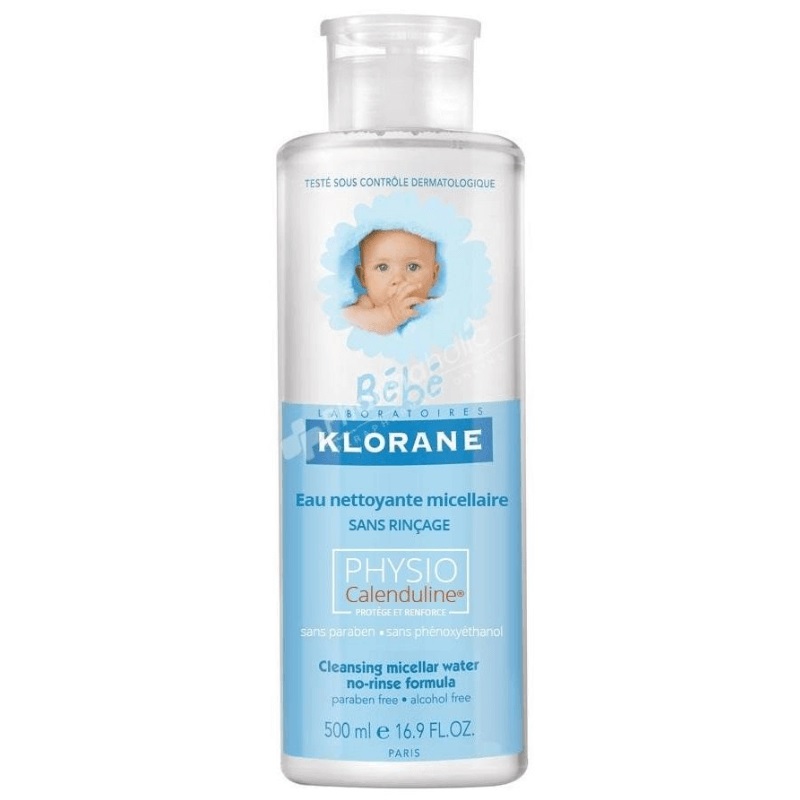 TESTÉ SOUS CONTRÔLE DERMATOLOGIQUE
Bébé
LABORATOIRES
KLORANE
Eau nettoyante micellaire
SANS RINÇAGE
PHYSIO
Calenduline®
PROTÈGE ET RENFORCE
sans paraben • sans phénoxyéthanol
Cleansing micellar water
no-rinse formula
paraben free • alcohol free
500 ml e 16.9 FL.OZ.
PARIS